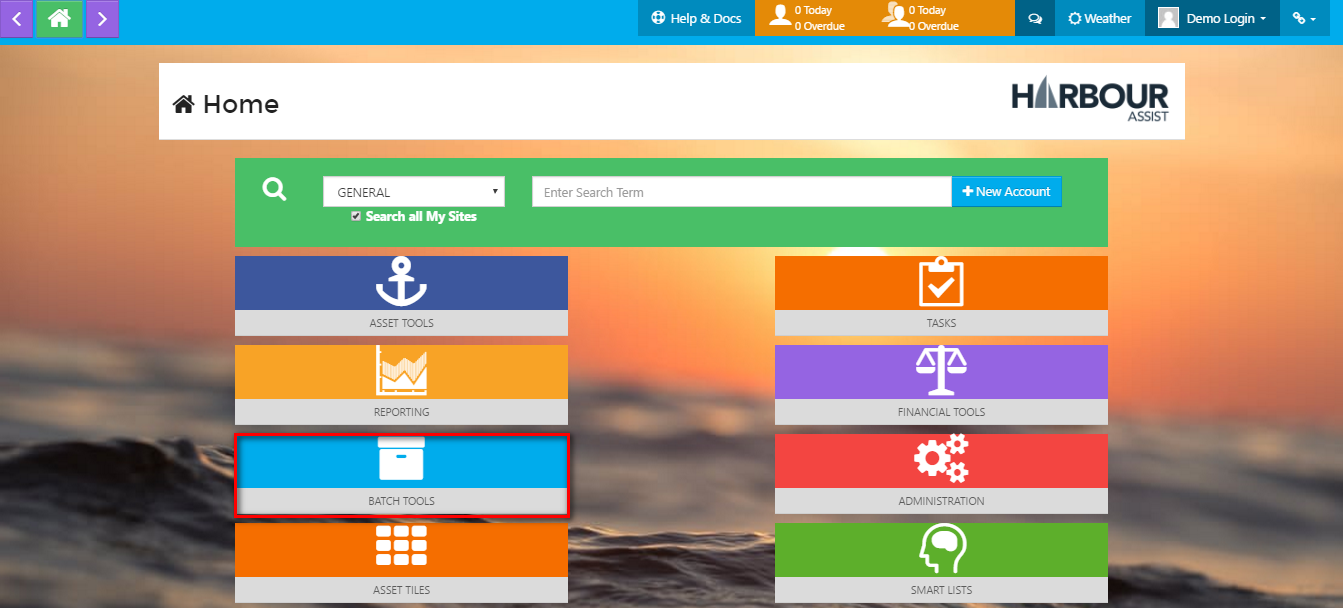 Help & Docs
0 Today
0 Overdue
0 Today
0 Overdue
Weather
Demo Login
Home
HARBOUR
ASSIST
GENERAL
Enter Search Term
New Account
Search all My Sites
ASSET TOOLS
TASKS
REPORTING
FINANCIAL TOOLS
BATCH TOOLS
ADMINISTRATION
ASSET TILES
SMART LISTS